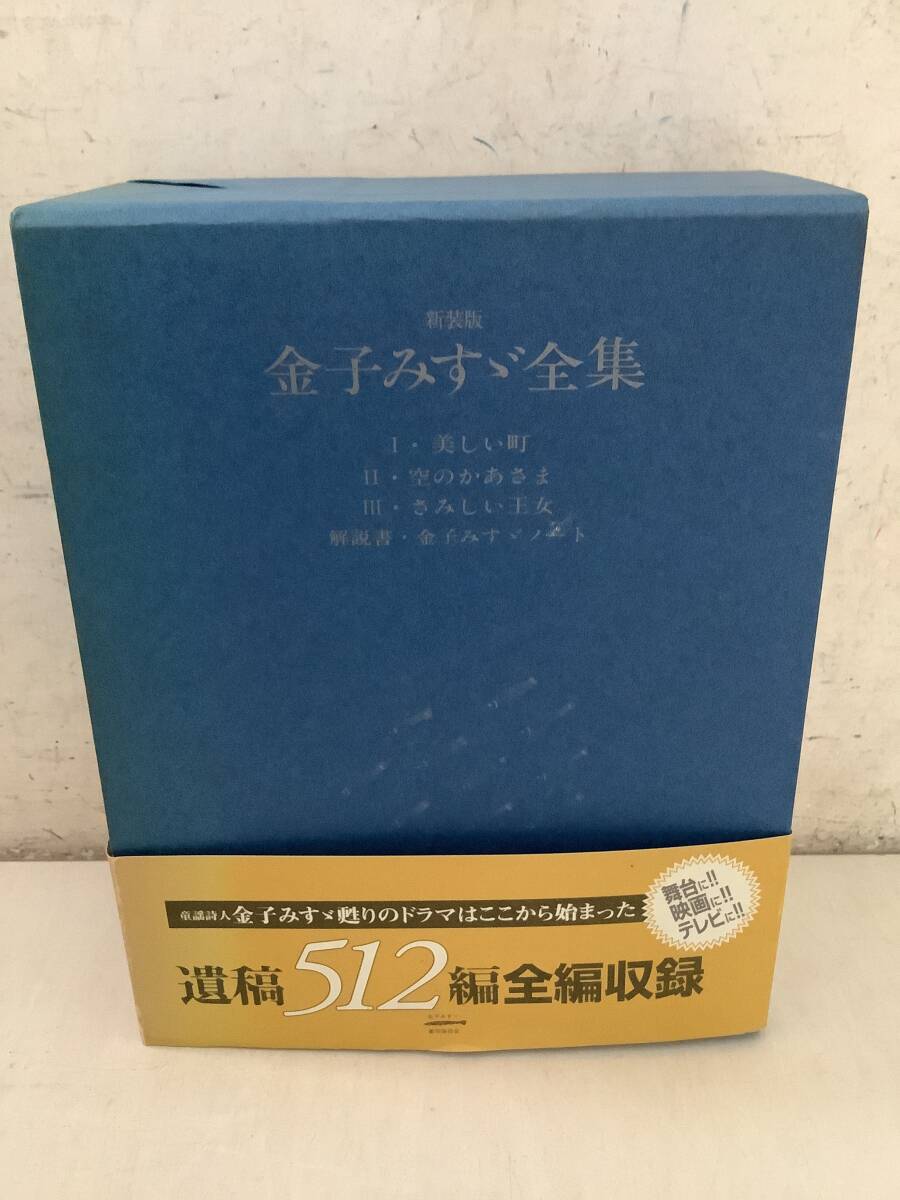 新装版
金子みすゞ全集
Ⅰ・美しい町
Ⅱ・空のかあさま
Ⅲ・さみしい王女
解説書・金子みすゞノート
童謡詩人 金子みすゞ甦りのドラマはここから始まった
舞台に!!
映画に!!
テレビに!!
遺稿512編全編収録